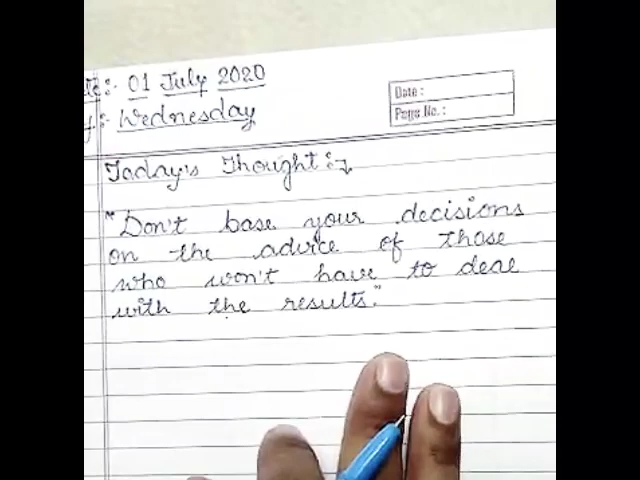 te:- 01 July 2020
y:- Wednesday
Date :
Page No. :
Today's Thought :-
"Don't base your decisions
on the advice of those
who won't have to deal
with the results."